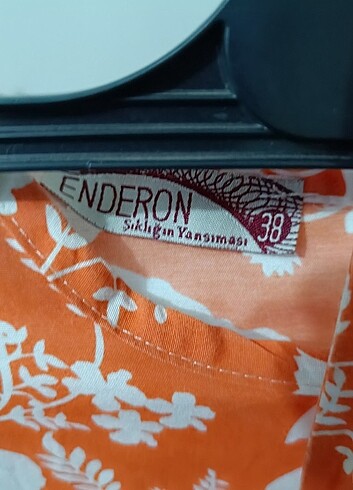 ENDERON
Şıklığın Yansıması
38